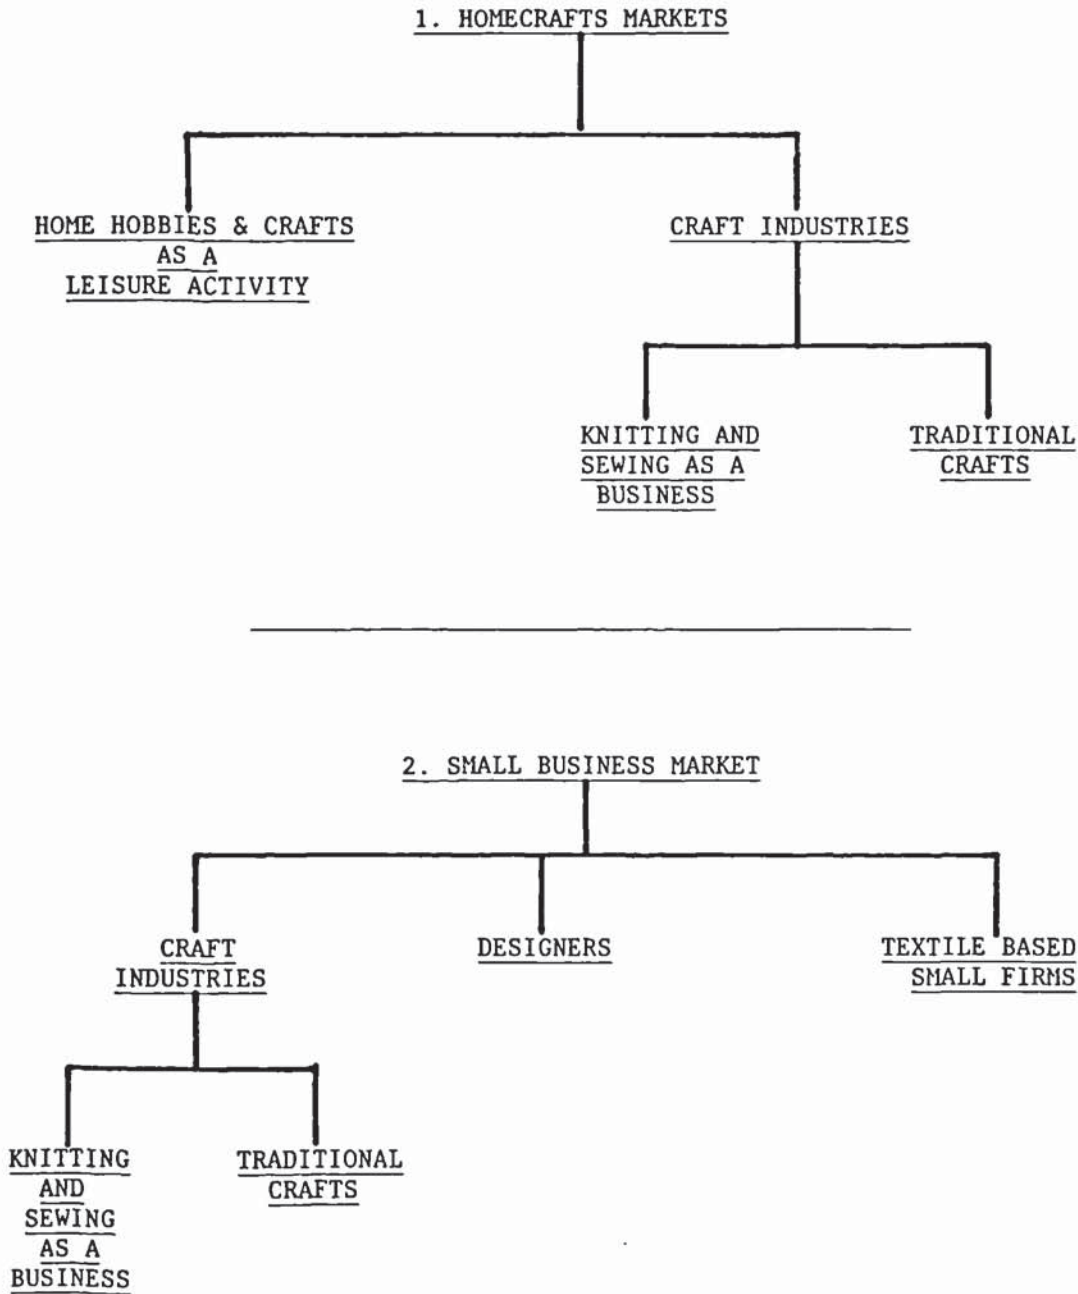 1. HOMECRAFTS MARKETS
HOME HOBBIES & CRAFTS
AS A
LEISURE ACTIVITY
CRAFT INDUSTRIES
KNITTING AND
SEWING AS A
BUSINESS
TRADITIONAL
CRAFTS
2. SMALL BUSINESS MARKET
CRAFT
INDUSTRIES
DESIGNERS
TEXTILE BASED
SMALL FIRMS
KNITTING
AND
SEWING
AS A
BUSINESS
TRADITIONAL
CRAFTS